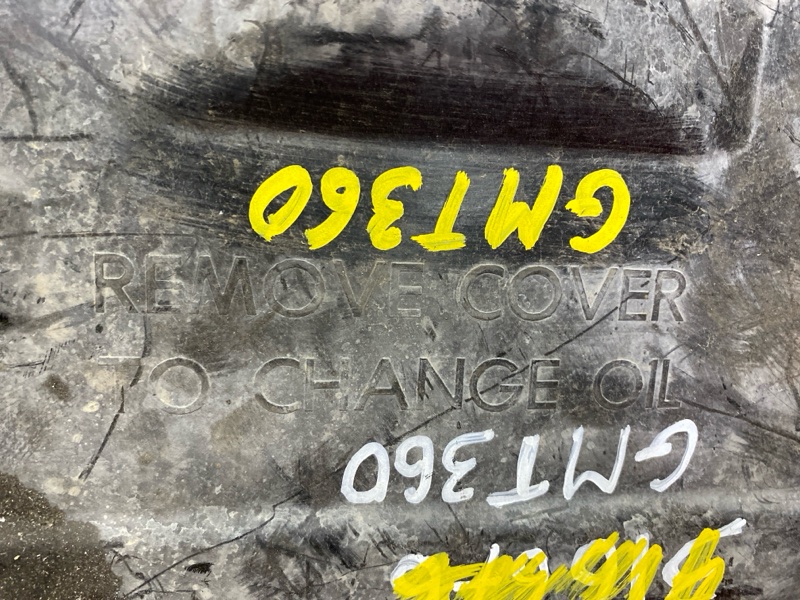 GMT360
REMOVE COVER
TO CHANGE OIL
GMT360